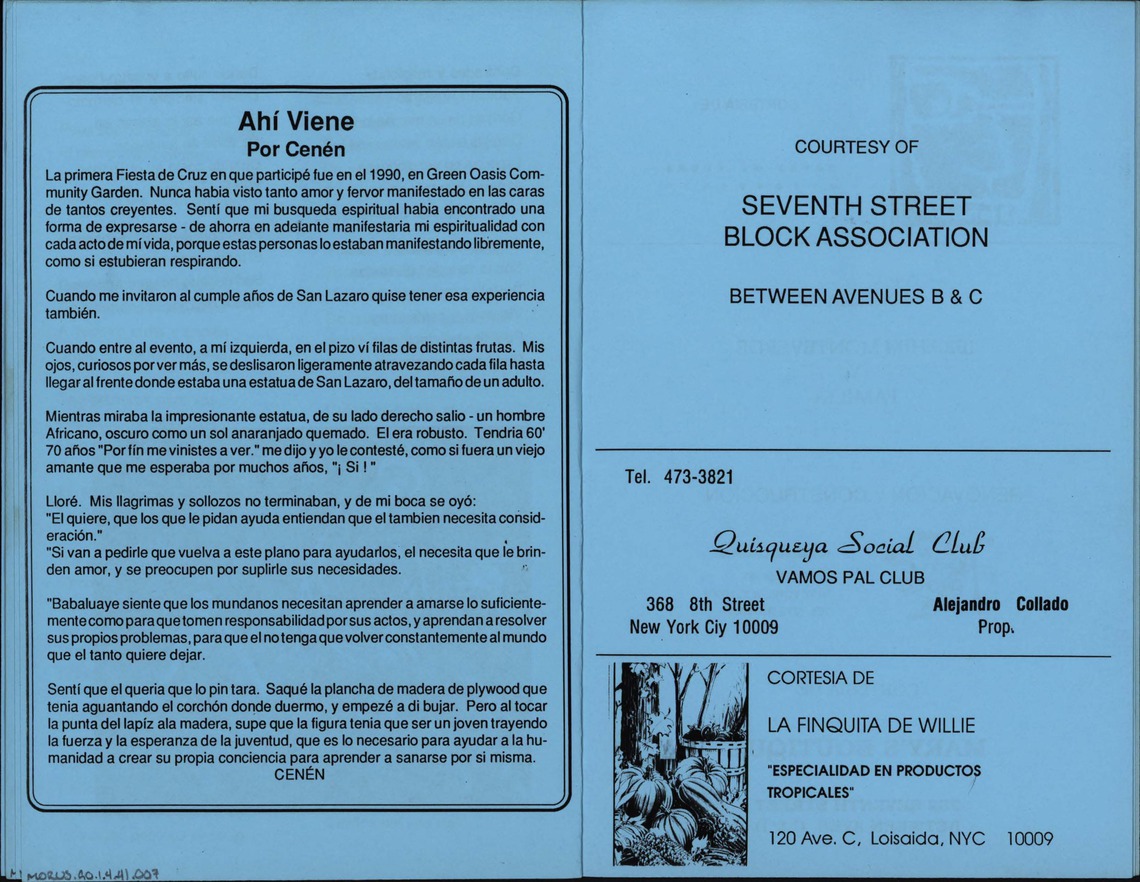 Ahí Viene
Por Cenén
La primera Fiesta de Cruz en que participé fue en el 1990, en Green Oasis Com-
munity Garden. Nunca habia visto tanto amor y fervor manifestado en las caras
de tantos creyentes. Sentí que mi busqueda espiritual habia encontrado una
forma de expresarse - de ahorra en adelante manifestaria mi espiritualidad con
cada acto de mí vida, porque estas personas lo estaban manifestando libremente,
como si estubieran respirando.
Cuando me invitaron al cumple años de San Lazaro quise tener esa experiencia
también.
Cuando entre al evento, a mí izquierda, en el pizo ví filas de distintas frutas. Mis
ojos, curiosos por ver más, se deslisaron ligeramente atravezando cada fila hasta
llegar al frente donde estaba una estatua de San Lazaro, del tamaño de un adulto.
Mientras miraba la impresionante estatua, de su lado derecho salio - un hombre
Africano, oscuro como un sol anaranjado quemado. El era robusto. Tendria 60'
70 años "Por fín me vinistes a ver." me dijo y yo le contesté, como si fuera un viejo
amante que me esperaba por muchos años, "¡ Si ! "
Lloré. Mis llagrimas y sollozos no terminaban, y de mi boca se oyó:
"El quiere, que los que le pidan ayuda entiendan que el tambien necesita consid-
eración."
"Si van a pedirle que vuelva a este plano para ayudarlos, el necesita que le brin-
den amor, y se preocupen por suplirle sus necesidades.
"Babaluaye siente que los mundanos necesitan aprender a amarse lo suficiente-
mente como para que tomen responsabilidad por sus actos, y aprendan a resolver
sus propios problemas, para que el no tenga que volver constantemente al mundo
que el tanto quiere dejar.
Sentí que el queria que lo pin tara. Saqué la plancha de madera de plywood que
tenia aguantando el corchón donde duermo, y empezé a di bujar. Pero al tocar
la punta del lapíz ala madera, supe que la figura tenia que ser un joven trayendo
la fuerza y la esperanza de la juventud, que es lo necesario para ayudar a la hu-
manidad a crear su propia conciencia para aprender a sanarse por si misma.
CENÉN
MORUS.20.1.4.41.007
COURTESY OF
SEVENTH STREET
BLOCK ASSOCIATION
BETWEEN AVENUES B & C
Tel. 473-3821
Quisqueya Social Club
VAMOS PAL CLUB
368 8th Street Alejandro Collado
New York Ciy 10009 Prop.
CORTESIA DE
LA FINQUITA DE WILLIE
"ESPECIALIDAD EN PRODUCTOS
TROPICALES"
120 Ave. C, Loisaida, NYC 10009